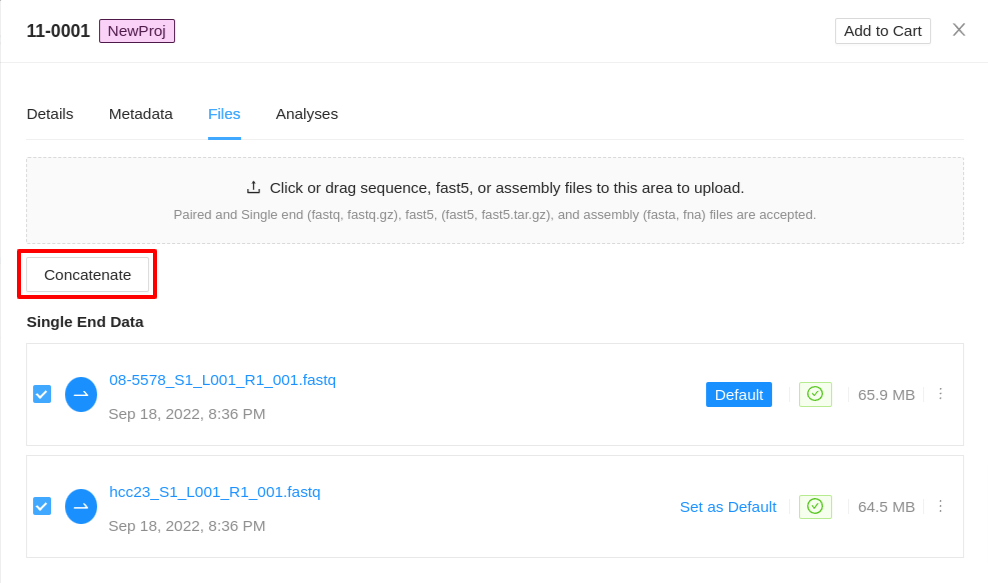 11-0001 NewProj Add to Cart
Details Metadata Files Analyses
Click or drag sequence, fast5, or assembly files to this area to upload.
Paired and Single end (fastq, fastq.gz), fast5, (fast5, fast5.tar.gz), and assembly (fasta, fna) files are accepted.
Concatenate
Single End Data
08-5578_S1_L001_R1_001.fastq
Default 65.9 MB
Sep 18, 2022, 8:36 PM
hcc23_S1_L001_R1_001.fastq
Set as Default 64.5 MB
Sep 18, 2022, 8:36 PM